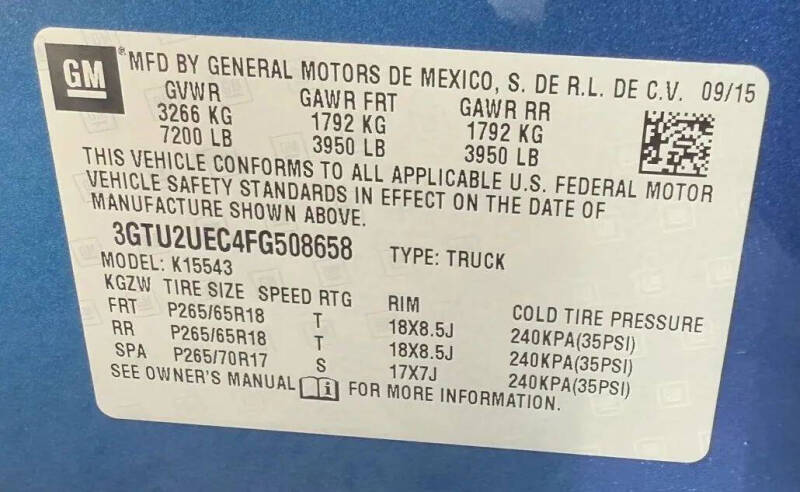 GM
® MFD BY GENERAL MOTORS DE MEXICO, S. DE R.L. DE C.V. 09/15
GVWR GAWR FRT GAWR RR
3266 KG 1792 KG 1792 KG
7200 LB 3950 LB 3950 LB
THIS VEHICLE CONFORMS TO ALL APPLICABLE U.S. FEDERAL MOTOR
VEHICLE SAFETY STANDARDS IN EFFECT ON THE DATE OF
MANUFACTURE SHOWN ABOVE.
3GTU2UEC4FG508658 TYPE: TRUCK
MODEL: K15543
KGZW TIRE SIZE SPEED RTG RIM COLD TIRE PRESSURE
FRT P265/65R18 T 18X8.5J 240KPA(35PSI)
RR P265/65R18 T 18X8.5J 240KPA(35PSI)
SPA P265/70R17 S 17X7J 240KPA(35PSI)
SEE OWNER'S MANUAL i FOR MORE INFORMATION.